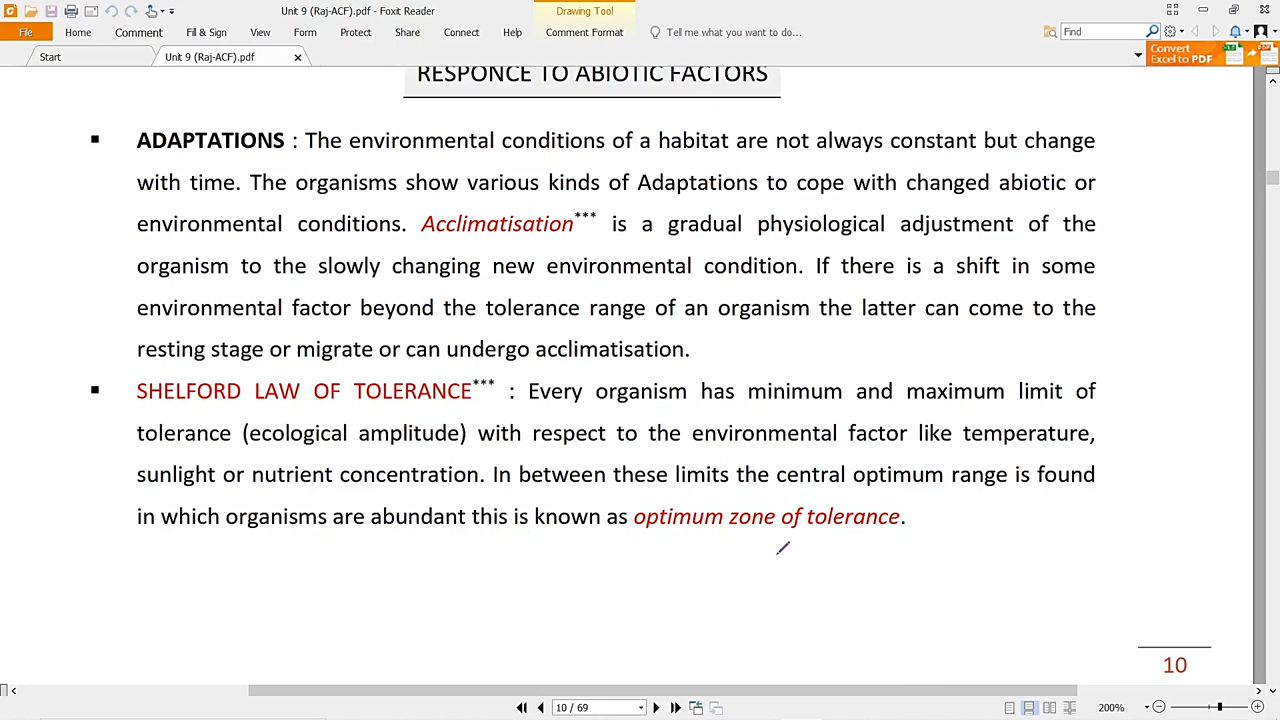 Unit 9 (Raj-ACF).pdf - Foxit Reader
Drawing Tool
File Home Comment Fill & Sign View Form Protect Share Connect Help Comment Format Tell me what you want to do... Find
Start Unit 9 (Raj-ACF).pdf
Convert
Excel to PDF
RESPONCE TO ABIOTIC FACTORS
▪ ADAPTATIONS : The environmental conditions of a habitat are not always constant but change
with time. The organisms show various kinds of Adaptations to cope with changed abiotic or
environmental conditions. Acclimatisation*** is a gradual physiological adjustment of the
organism to the slowly changing new environmental condition. If there is a shift in some
environmental factor beyond the tolerance range of an organism the latter can come to the
resting stage or migrate or can undergo acclimatisation.
▪ SHELFORD LAW OF TOLERANCE*** : Every organism has minimum and maximum limit of
tolerance (ecological amplitude) with respect to the environmental factor like temperature,
sunlight or nutrient concentration. In between these limits the central optimum range is found
in which organisms are abundant this is known as optimum zone of tolerance.
10
10 / 69
200%